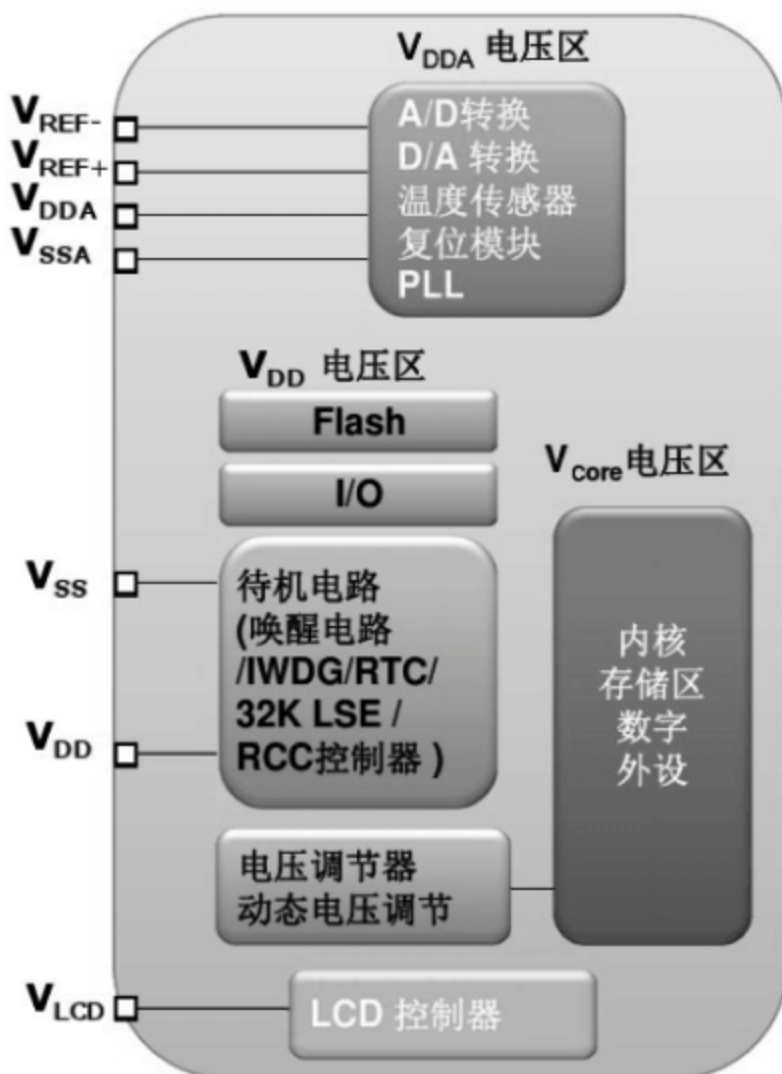 VDDA 电压区
VREF-
VREF+
VDDA
VSSA
A/D转换
D/A 转换
温度传感器
复位模块
PLL
VDD 电压区
Flash
I/O
VCore电压区
VSS
VDD
待机电路
(唤醒电路
/IWDG/RTC/
32K LSE /
RCC控制器 )
内核
存储区
数字
外设
电压调节器
动态电压调节
VLCD
LCD 控制器